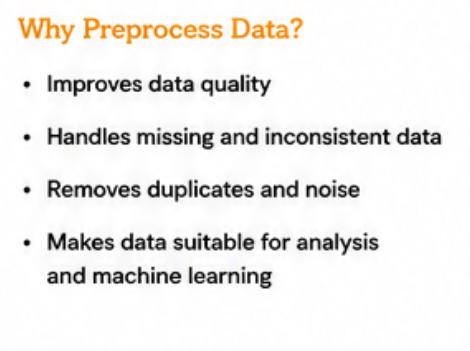 Why Preprocess Data?
• Improves data quality
• Handles missing and inconsistent data
• Removes duplicates and noise
• Makes data suitable for analysis
and machine learning